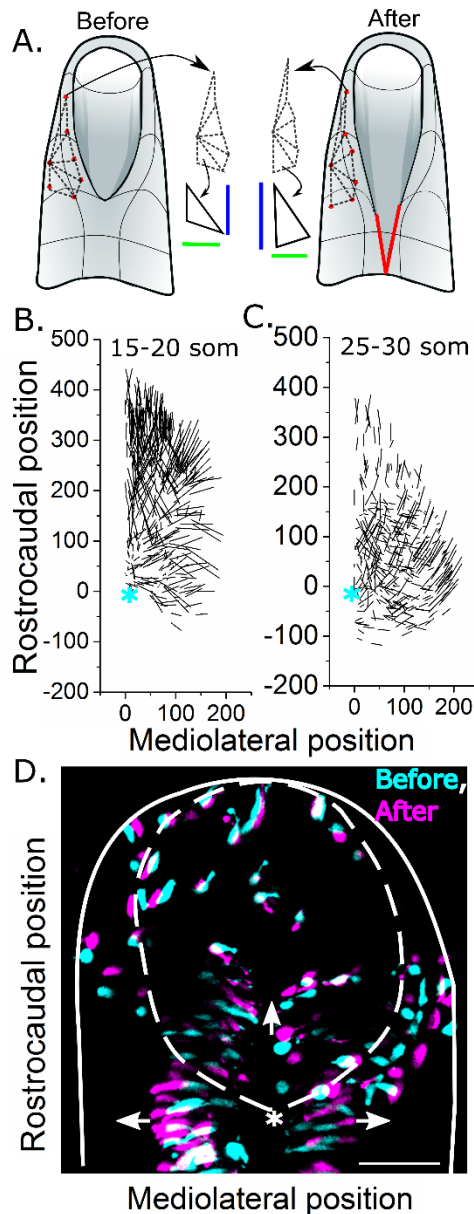 A.
Before
After
B.
C.
15-20 som
25-30 som
500
400
300
200
100
0
-100
-200
500
400
300
200
100
0
-100
-200
0 100 200
0 100 200
Rostrocaudal position
Mediolateral position
D.
Before,
After
*
Rostrocaudal position
Mediolateral position